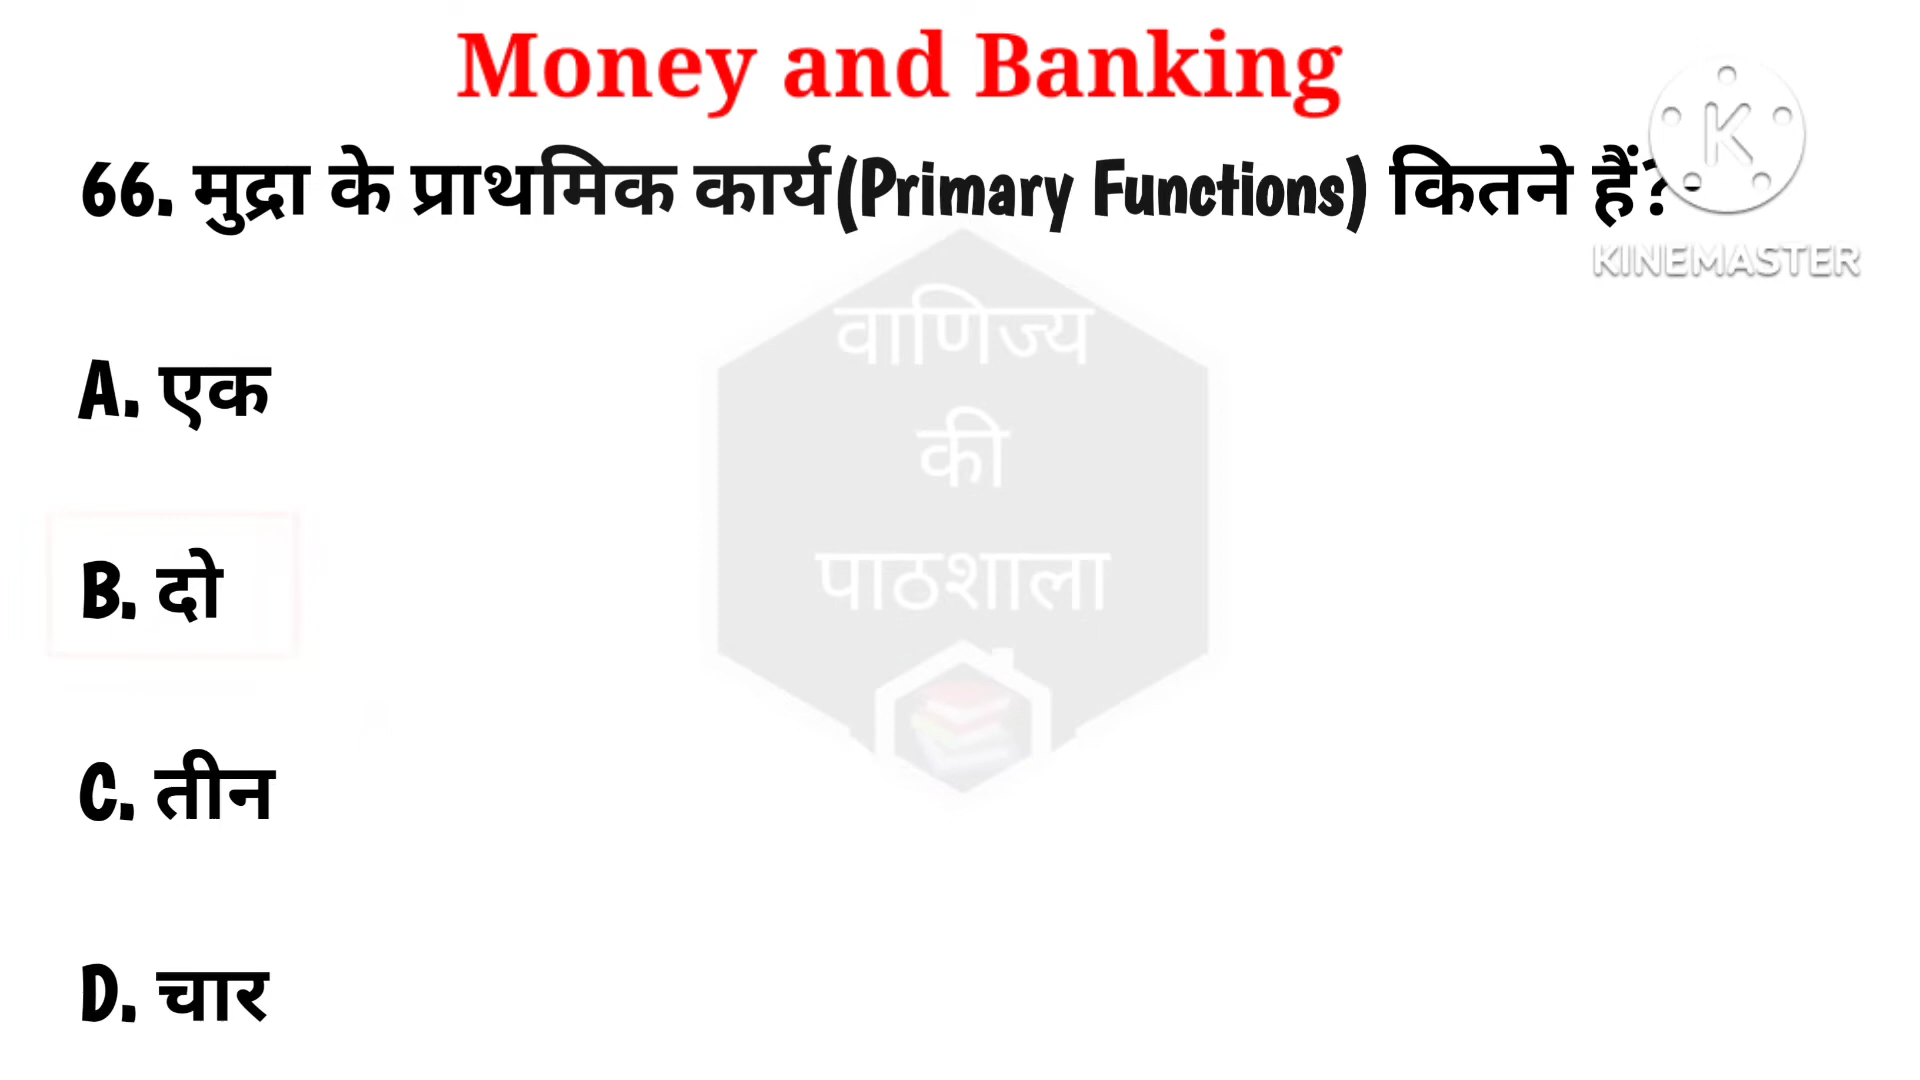 Money and Banking
66. मुद्रा के प्राथमिक कार्य(Primary Functions) कितने हैं?-
K
KINEMASTER
वाणिज्य
की
पाठशाला
A. एक
B. दो
C. तीन
D. चार